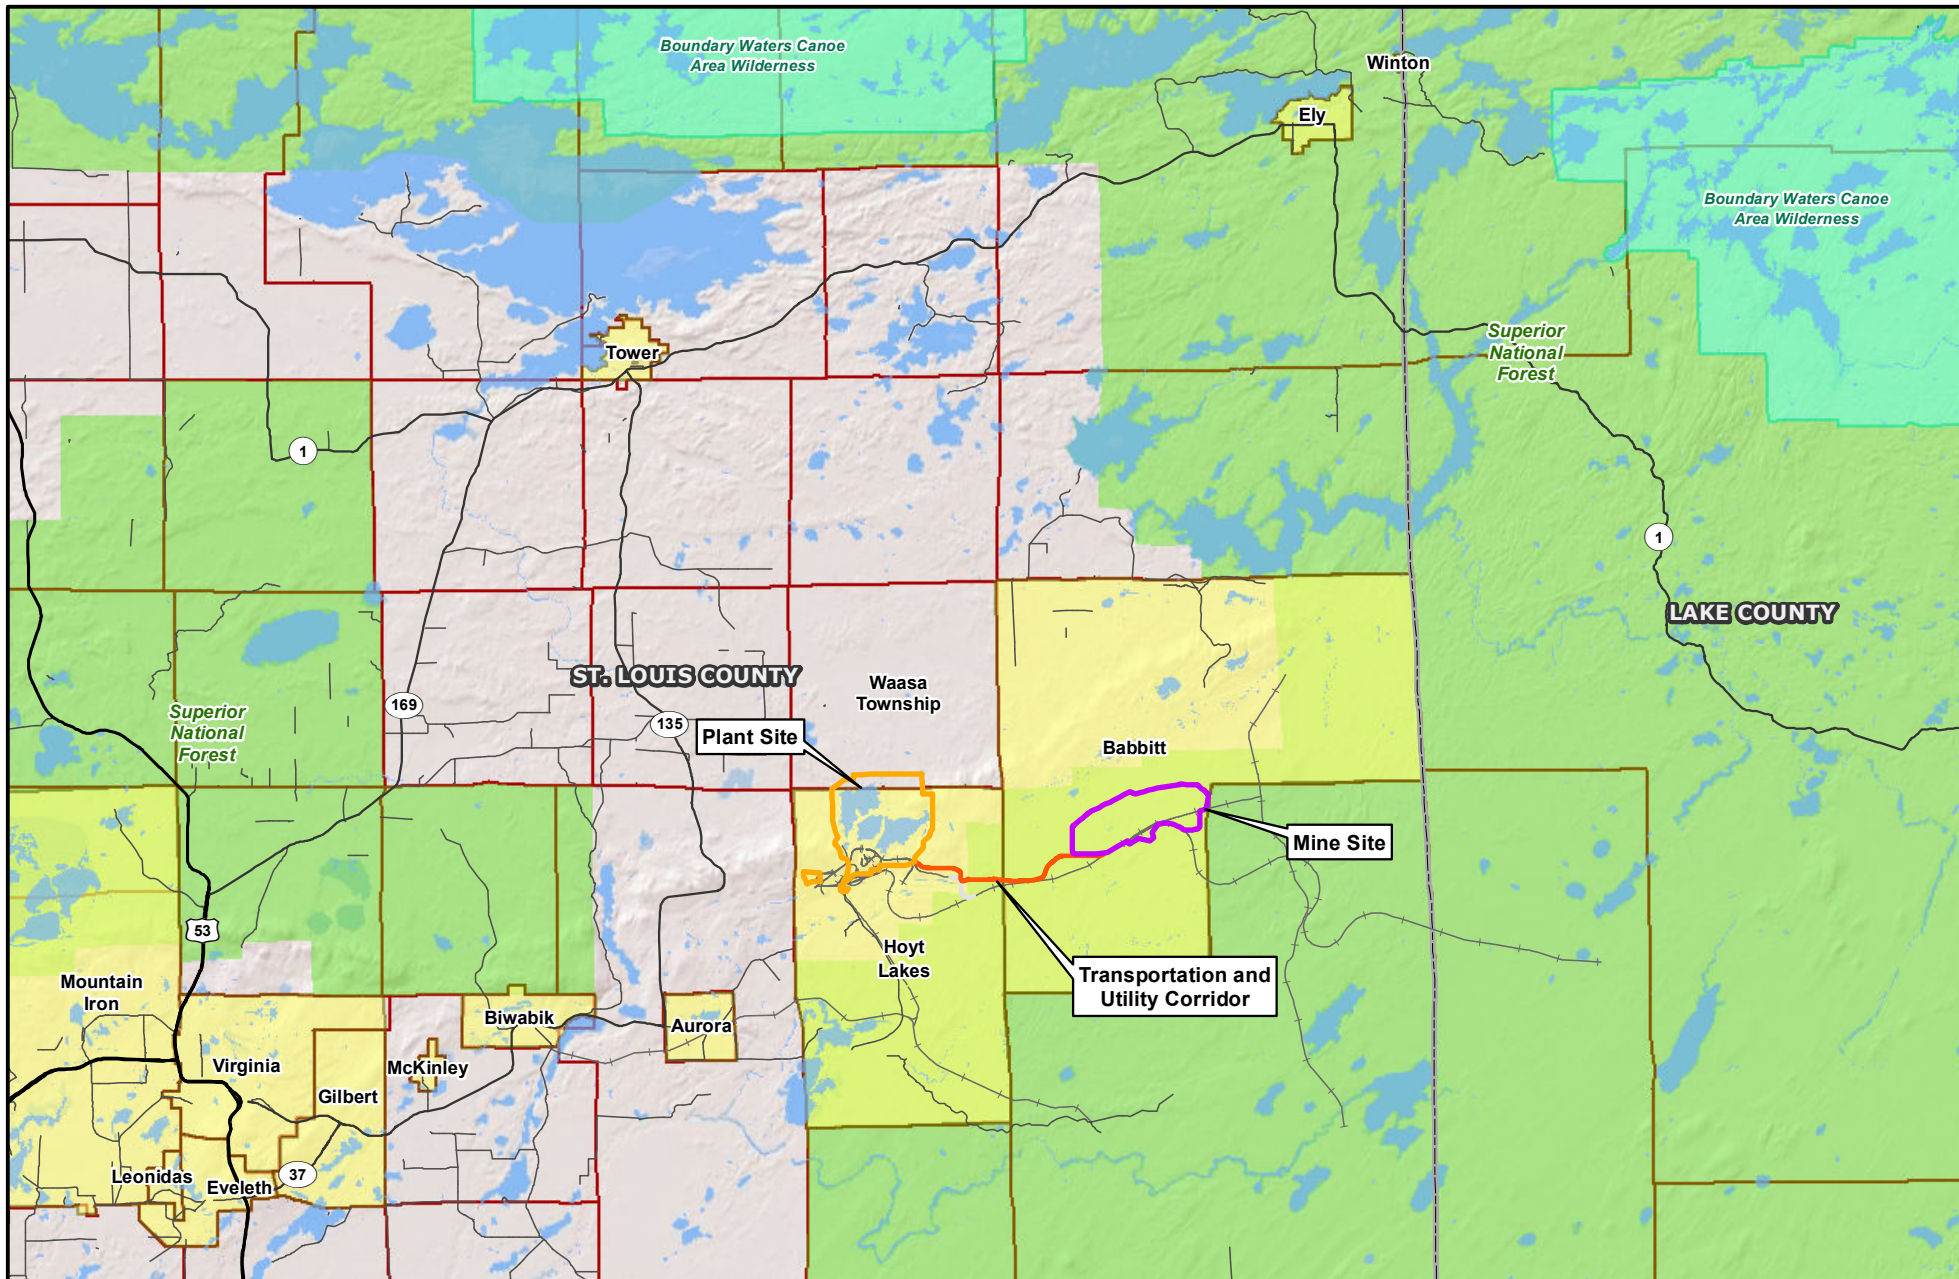 Boundary Waters Canoe
Area Wilderness
Winton
Ely
Boundary Waters Canoe
Area Wilderness
Superior
National
Forest
Tower
1
1
LAKE COUNTY
ST. LOUIS COUNTY
Waasa
Township
169
Superior
National
Forest
135
Plant Site
Babbitt
Mine Site
53
Hoyt
Lakes
Transportation and
Utility Corridor
Mountain
Iron
Biwabik
Aurora
Virginia
McKinley
Gilbert
Leonidas
37
Eveleth